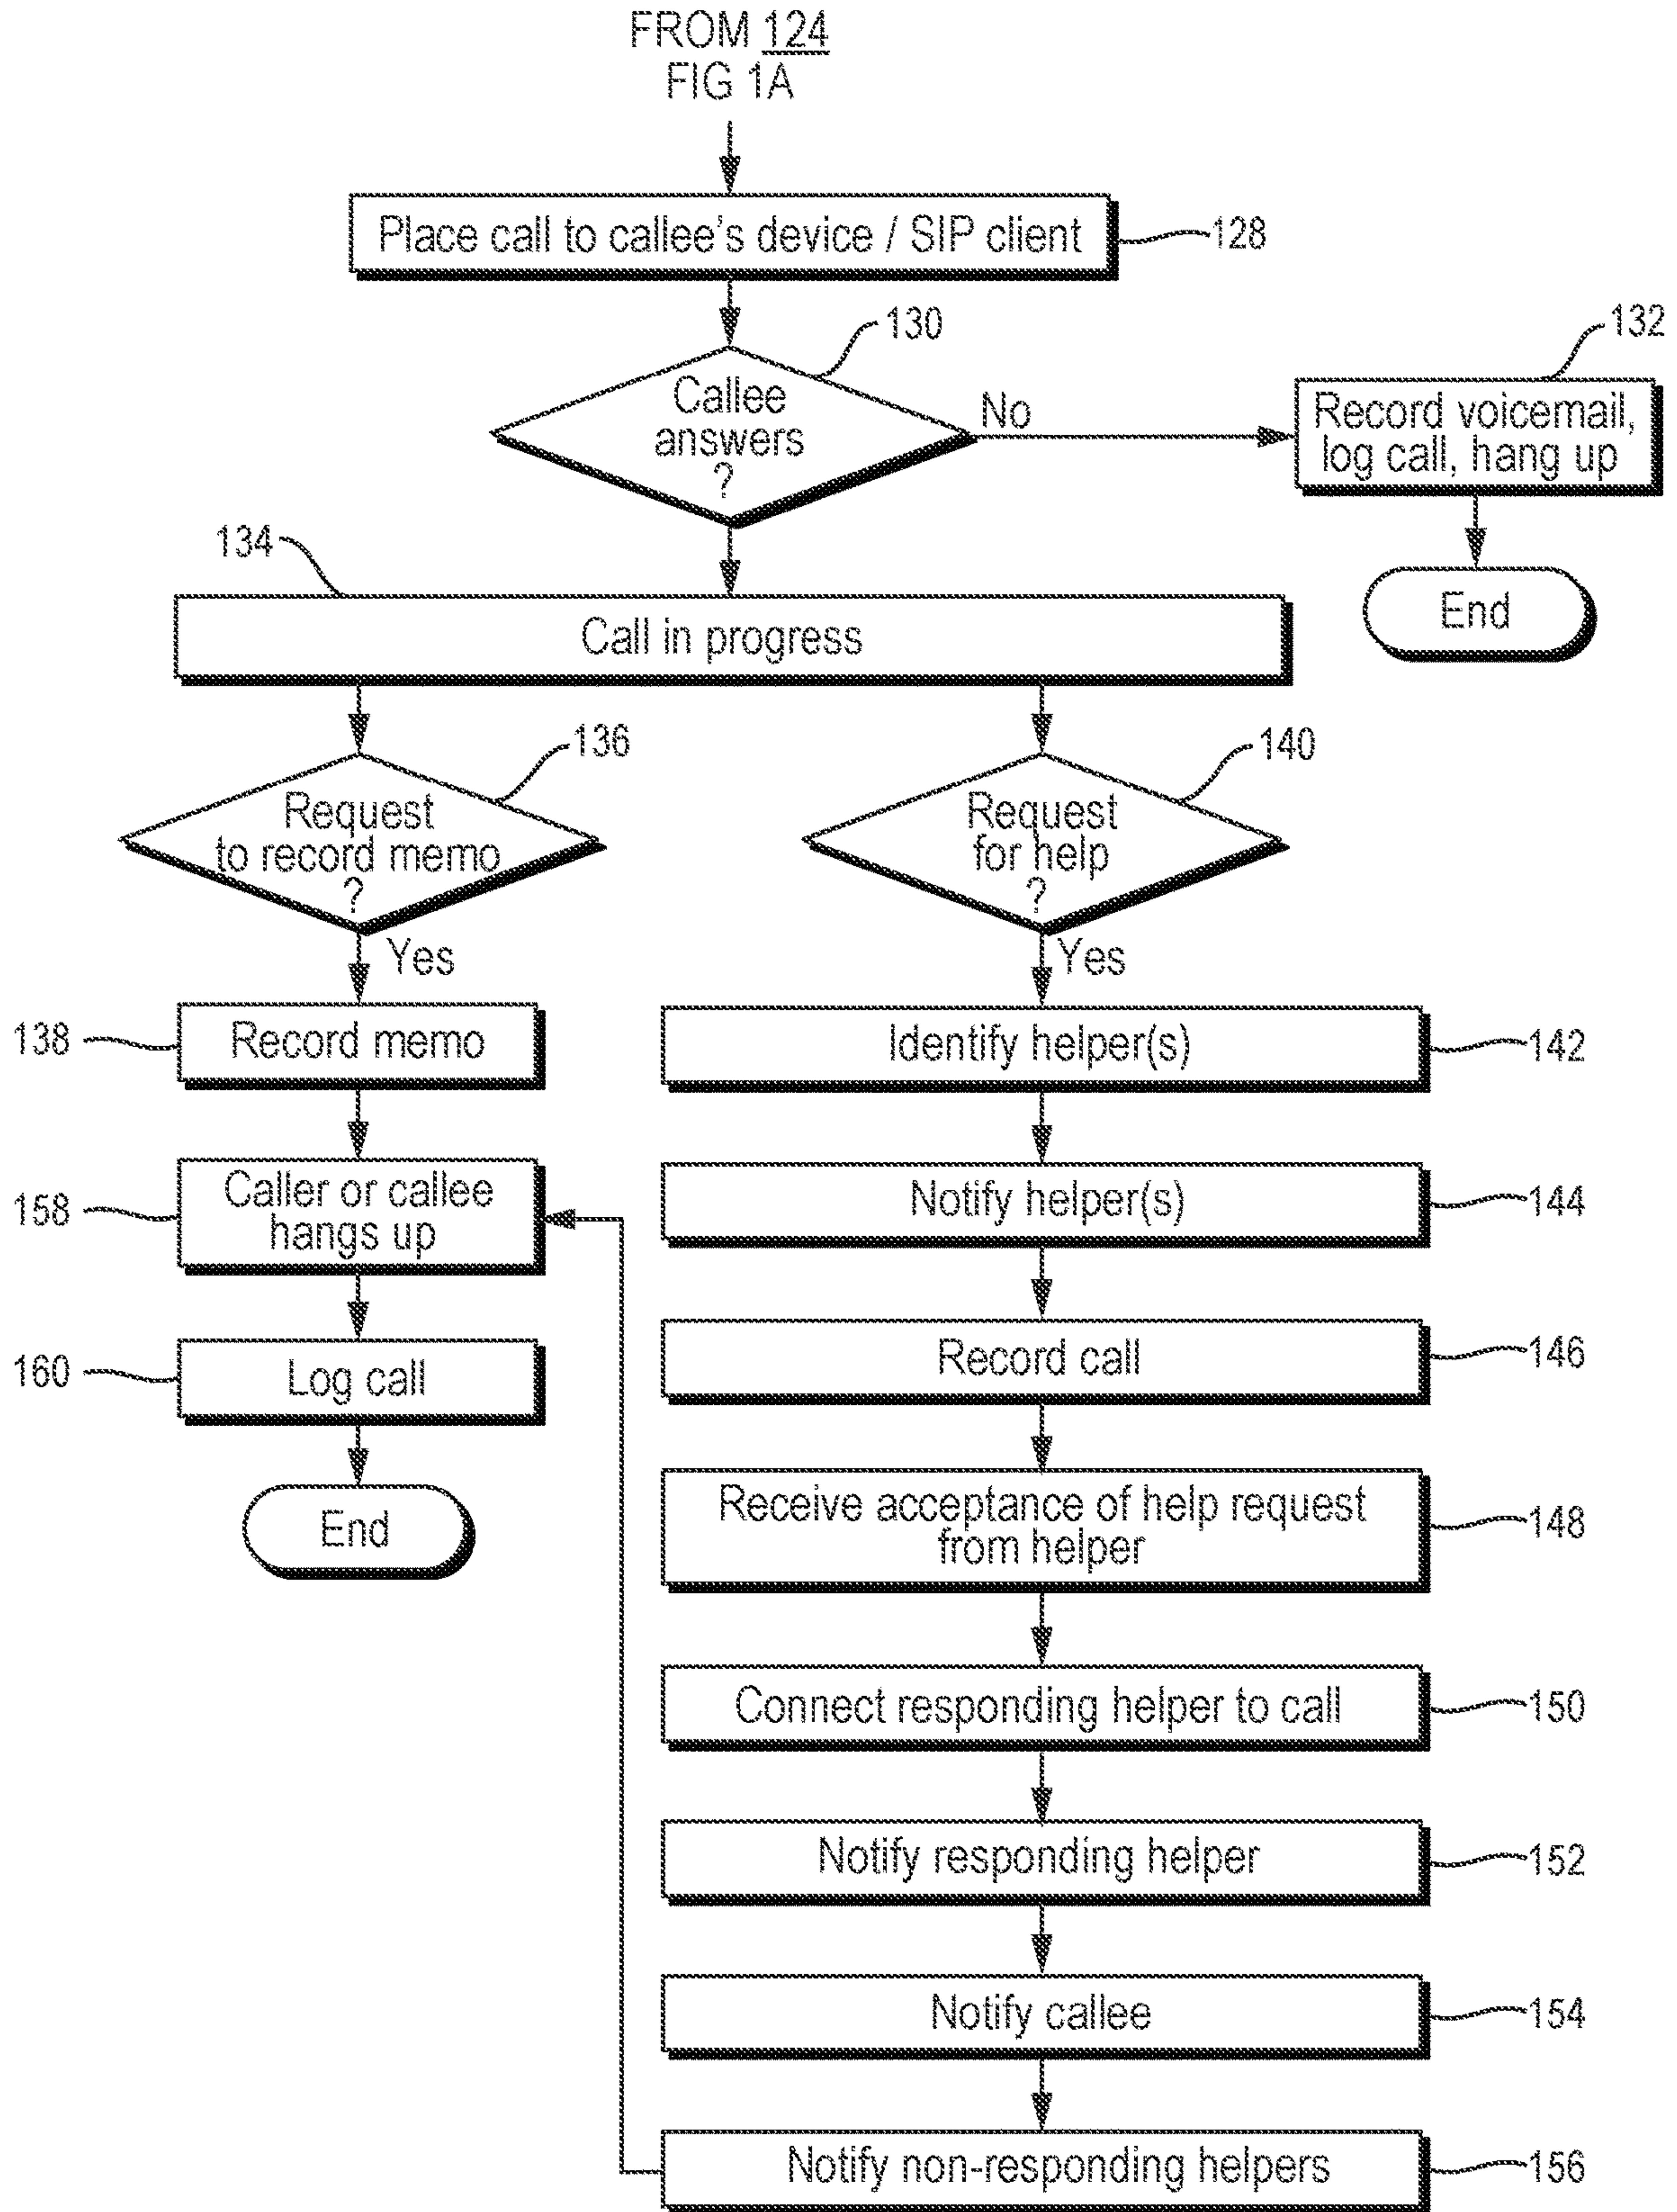 FROM 124
FIG 1A
Place call to callee's device / SIP client
128
130
Callee
answers
?
No
132
Record voicemail,
log call, hang up
End
134
Call in progress
136
Request
to record memo
?
Yes
140
Request
for help
?
Yes
138
Record memo
Identify helper(s)
142
158
Caller or callee
hangs up
Notify helper(s)
144
160
Log call
Record call
146
End
Receive acceptance of help request
from helper
148
Connect responding helper to call
150
Notify responding helper
152
Notify callee
154
Notify non-responding helpers
156